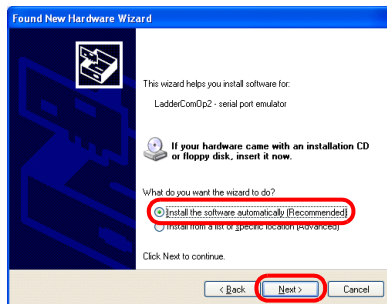 Found New Hardware Wizard
This wizard helps you install software for:
LadderComOp2 - serial port emulator
If your hardware came with an installation CD
or floppy disk, insert it now.
What do you want the wizard to do?
Install the software automatically (Recommended)
Install from a list or specific location (Advanced)
Click Next to continue.
< Back
Next >
Cancel